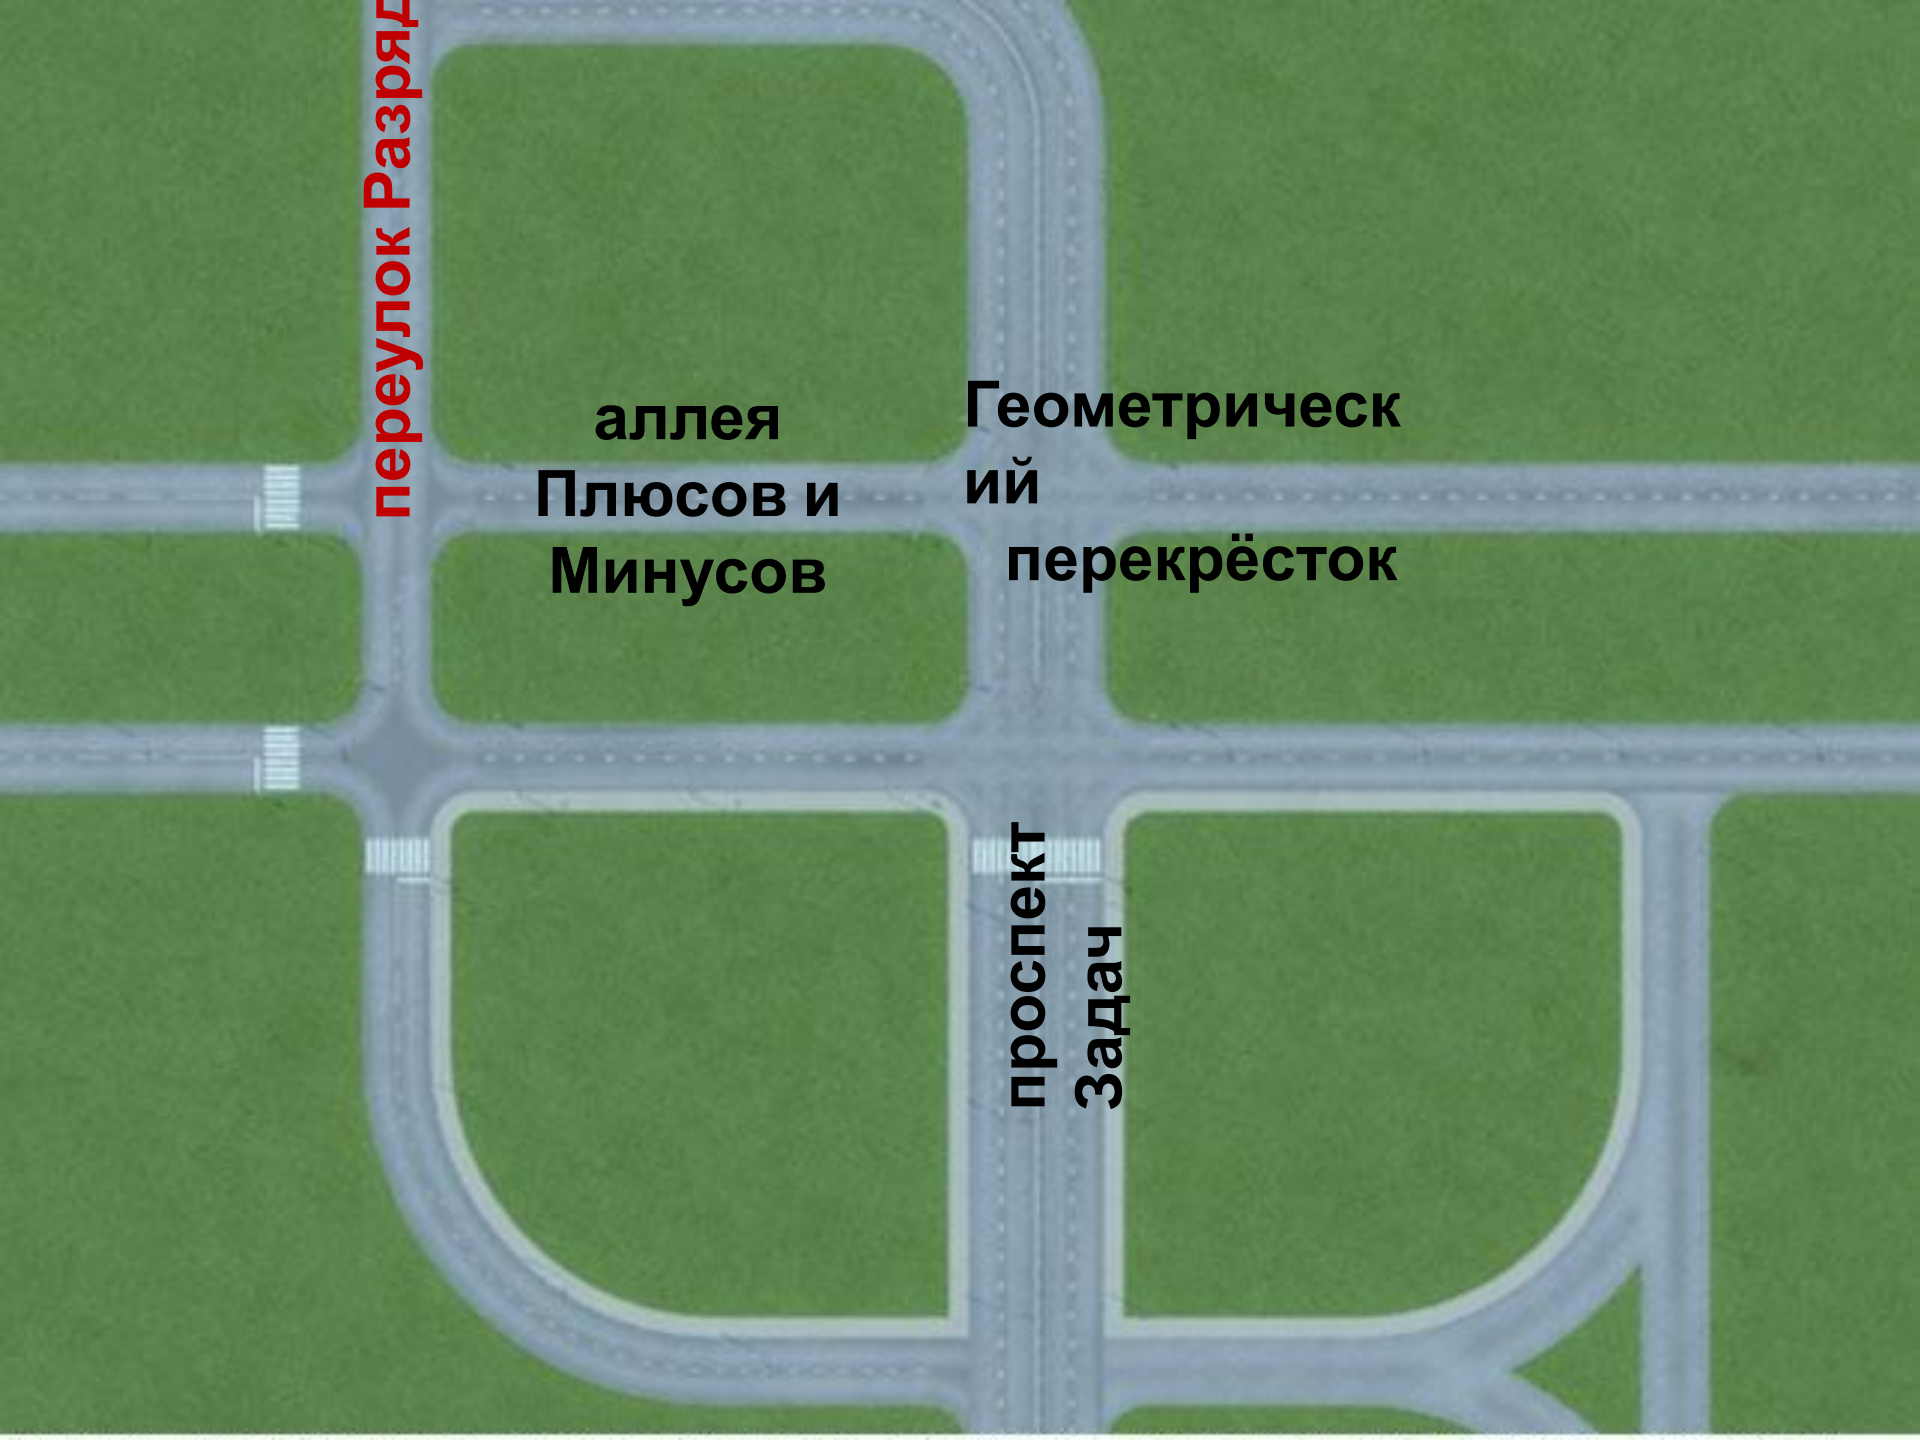 переулок Разряд
аллея
Плюсов и
Минусов
Геометрическ
ий
перекрёсток
проспект
Задач